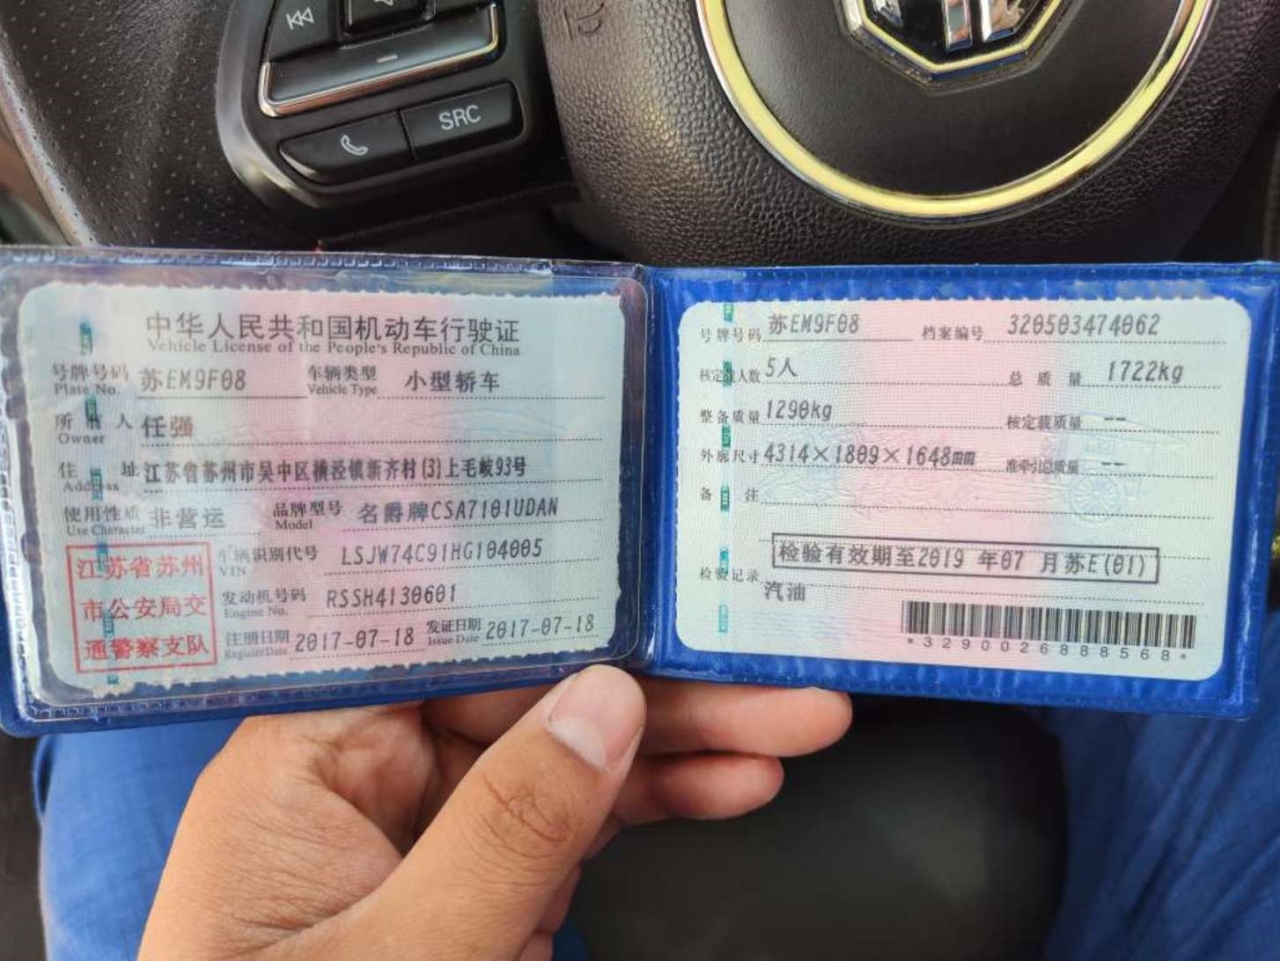 SRC
中华人民共和国机动车行驶证
Vehicle License of the People's Republic of China
号牌号码 苏EM9F08 车辆类型 小型轿车
Plate No. Vehicle Type
所有人 任强
Owner
住址 江苏省苏州市吴中区横泾镇新齐村(3)上毛岐93号
Address
使用性质 非营运 品牌型号 名爵牌CSA7101UDAN
Use Character Model
江苏省苏州
市公安局交
通警察支队
车辆识别代号 LSJW74C91HG104005
VIN
发动机号码 RSSH4130601
Engine No.
注册日期 2017-07-18 发证日期 2017-07-18
Register Date Issue Date
号牌号码 苏EM9F08 档案编号 320503474062
核定载人数 5人 总质量 1722kg
整备质量 1290kg 核定载质量 --
外廓尺寸 4314×1809×1648mm 准牵引总质量 --
备注
检验有效期至2019 年07 月苏E(01)
检验记录
汽油
*3290026888568*